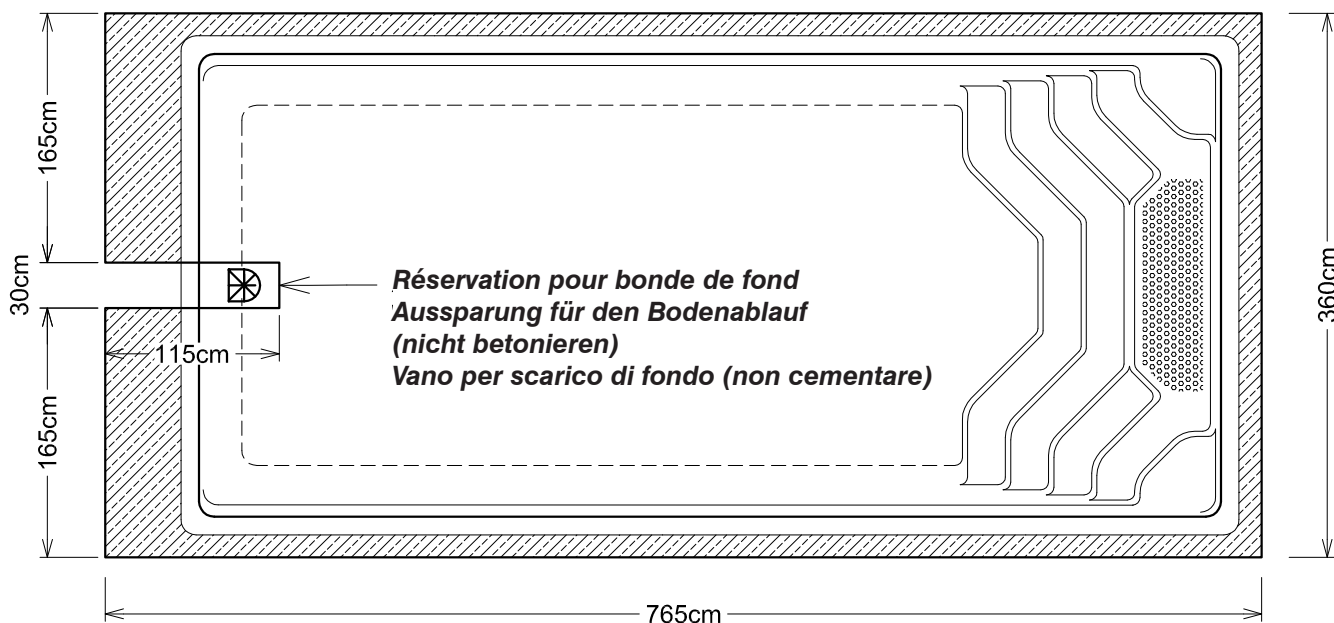 165cm
30cm
165cm
115cm
Réservation pour bonde de fond
Aussparung für den Bodenablauf
(nicht betonieren)
Vano per scarico di fondo (non cementare)
360cm
765cm